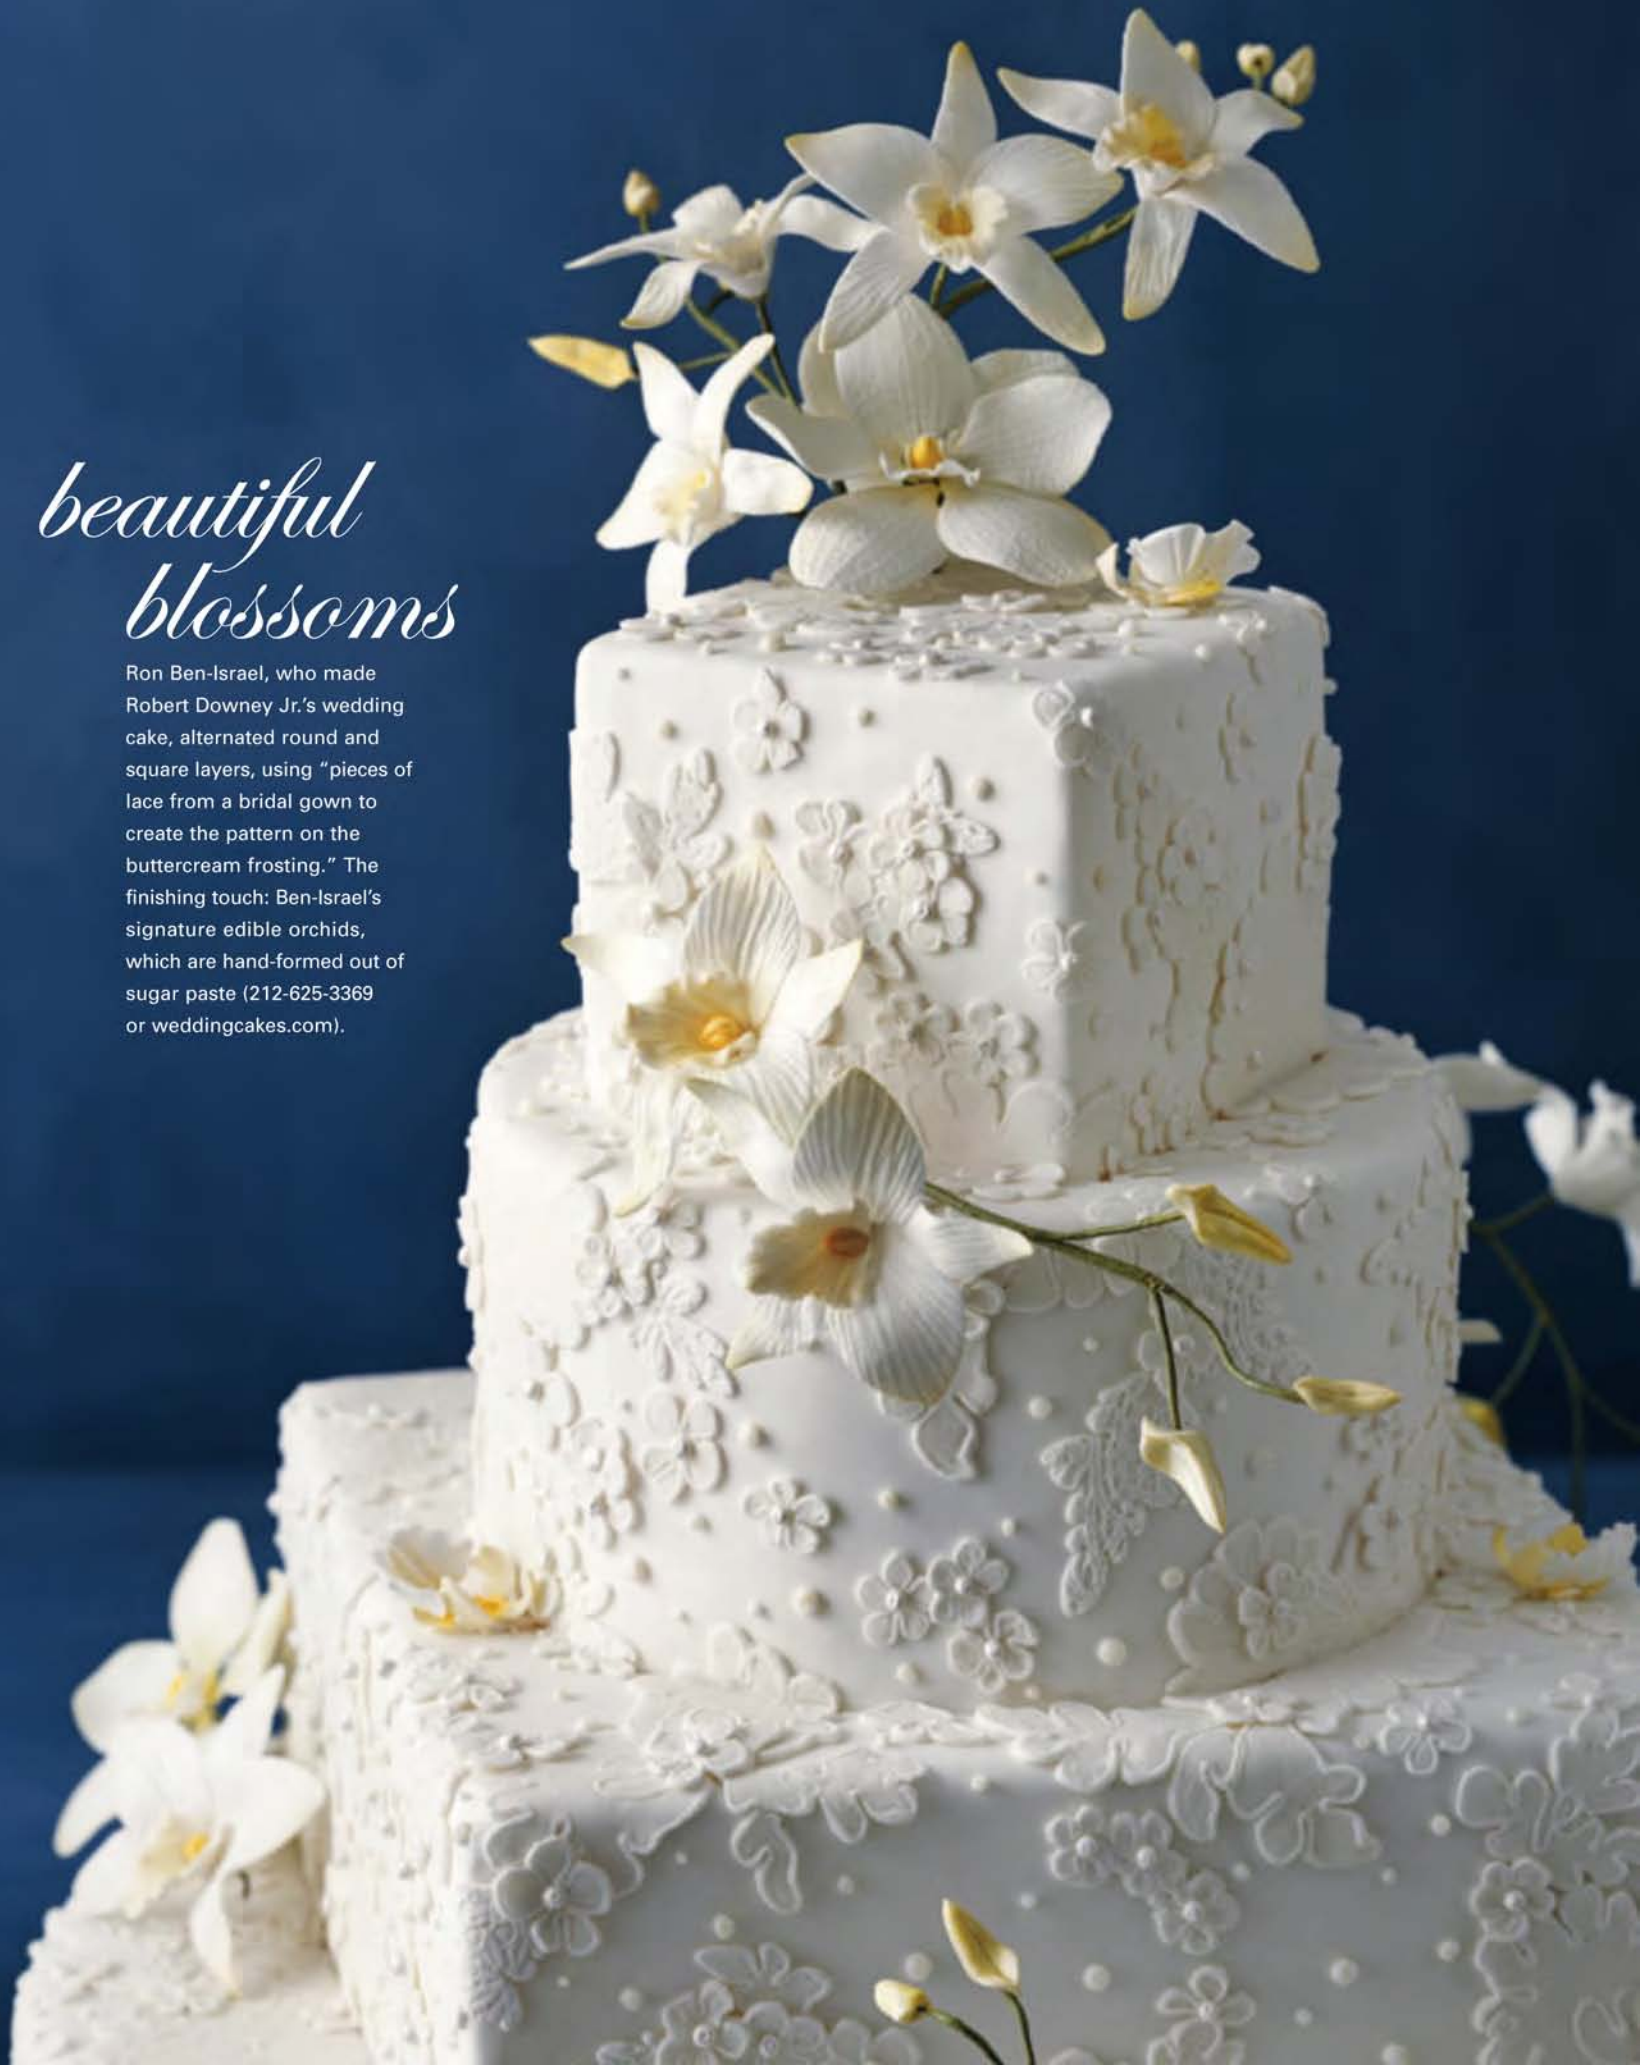 beautiful
blossoms
Ron Ben-Israel, who made
Robert Downey Jr.'s wedding
cake, alternated round and
square layers, using “pieces of
lace from a bridal gown to
create the pattern on the
buttercream frosting.” The
finishing touch: Ben-Israel's
signature edible orchids,
which are hand-formed out of
sugar paste (212-625-3369
or weddingcakes.com).